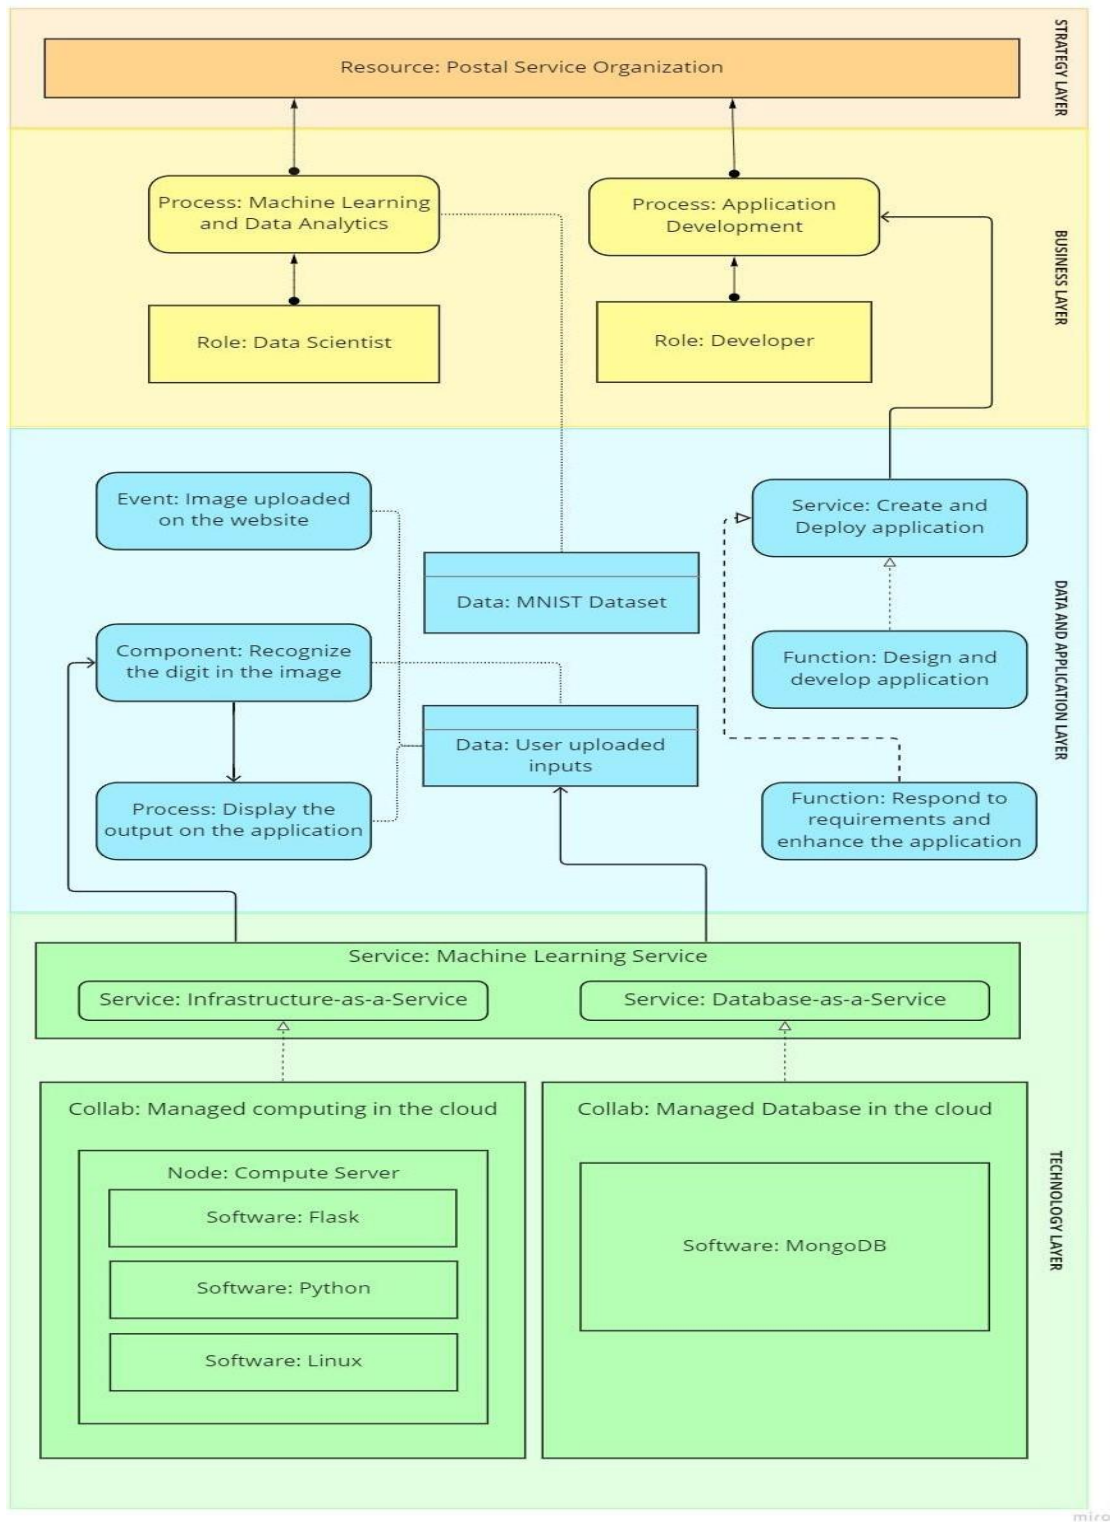 STRATEGY LAYER
Resource: Postal Service Organization
BUSINESS LAYER
Process: Machine Learning
and Data Analytics
Process: Application
Development
Role: Data Scientist
Role: Developer
DATA AND APPLICATION LAYER
Event: Image uploaded
on the website
Service: Create and
Deploy application
Data: MNIST Dataset
Component: Recognize
the digit in the image
Function: Design and
develop application
Data: User uploaded
inputs
Process: Display the
output on the application
Function: Respond to
requirements and
enhance the application
Service: Machine Learning Service
Service: Infrastructure-as-a-Service
Service: Database-as-a-Service
TECHNOLOGY LAYER
Collab: Managed computing in the cloud
Node: Compute Server
Software: Flask
Software: Python
Software: Linux
Collab: Managed Database in the cloud
Software: MongoDB
miro